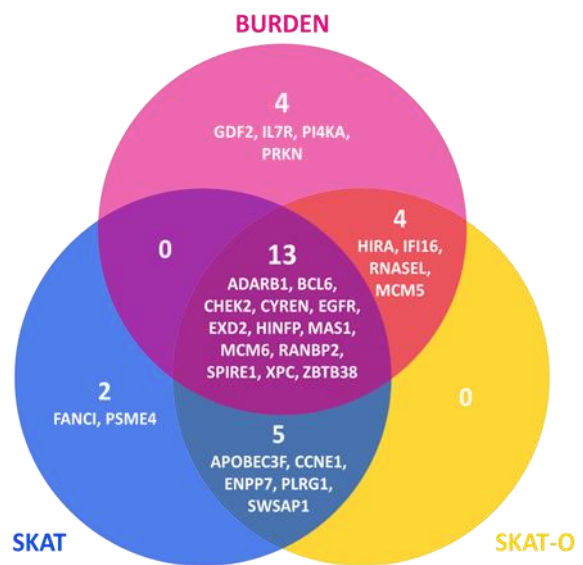 BURDEN
4
GDF2, IL7R, PI4KA,
PRKN
0
4
HIRA, IFI16,
RNASEL,
MCM5
13
ADARB1, BCL6,
CHEK2, CYREN, EGFR,
EXD2, HINFP, MAS1,
MCM6, RANBP2,
SPIRE1, XPC, ZBTB38
2
FANCI, PSME4
0
5
APOBEC3F, CCNE1,
ENPP7, PLRG1,
SWSAP1
SKAT
SKAT-O